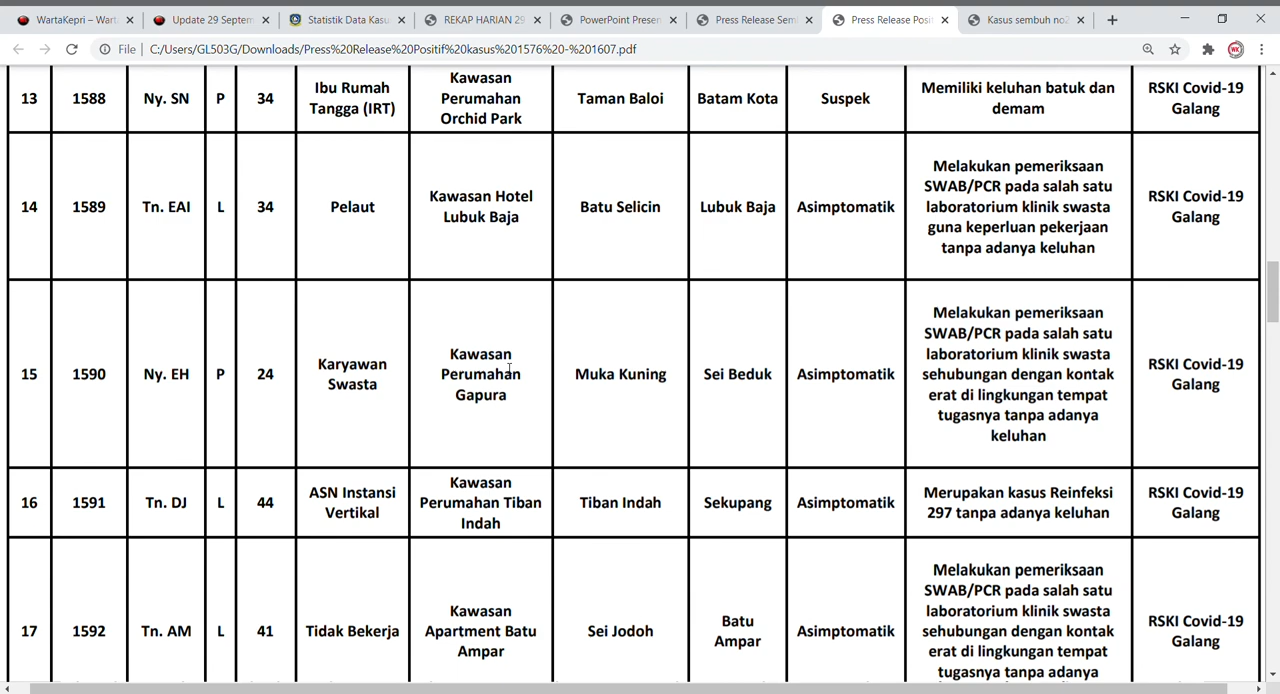 WartaKepri – Wart
Update 29 Septem
Statistik Data Kasu
REKAP HARIAN 29
PowerPoint Presen
Press Release Sem
Press Release Posi
Kasus sembuh no2
File C:/Users/GL503G/Downloads/Press%20Release%20Positif%20kasus%201576%20-%201607.pdf
WK
13
1588
Ny. SN
P
34
Ibu Rumah
Tangga (IRT)
Kawasan
Perumahan
Orchid Park
Taman Baloi
Batam Kota
Suspek
Memiliki keluhan batuk dan
demam
RSKI Covid-19
Galang
14
1589
Tn. EAI
L
34
Pelaut
Kawasan Hotel
Lubuk Baja
Batu Selicin
Lubuk Baja
Asimptomatik
Melakukan pemeriksaan
SWAB/PCR pada salah satu
laboratorium klinik swasta
guna keperluan pekerjaan
tanpa adanya keluhan
RSKI Covid-19
Galang
15
1590
Ny. EH
P
24
Karyawan
Swasta
Kawasan
Perumahan
Gapura
Muka Kuning
Sei Beduk
Asimptomatik
Melakukan pemeriksaan
SWAB/PCR pada salah satu
laboratorium klinik swasta
sehubungan dengan kontak
erat di lingkungan tempat
tugasnya tanpa adanya
keluhan
RSKI Covid-19
Galang
16
1591
Tn. DJ
L
44
ASN Instansi
Vertikal
Kawasan
Perumahan Tiban
Indah
Tiban Indah
Sekupang
Asimptomatik
Merupakan kasus Reinfeksi
297 tanpa adanya keluhan
RSKI Covid-19
Galang
17
1592
Tn. AM
L
41
Tidak Bekerja
Kawasan
Apartment Batu
Ampar
Sei Jodoh
Batu
Ampar
Asimptomatik
Melakukan pemeriksaan
SWAB/PCR pada salah satu
laboratorium klinik swasta
sehubungan dengan kontak
erat di lingkungan tempat
tugasnya tanpa adanya
RSKI Covid-19
Galang